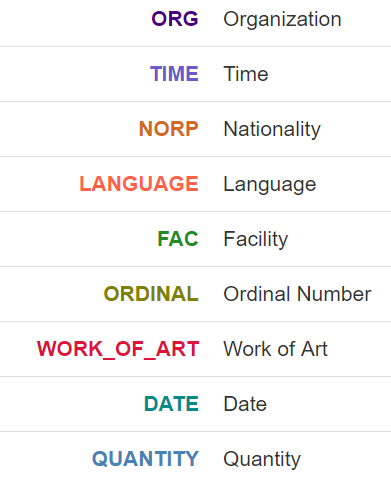 ORG Organization
TIME Time
NORP Nationality
LANGUAGE Language
FAC Facility
ORDINAL Ordinal Number
WORK_OF_ART Work of Art
DATE Date
QUANTITY Quantity